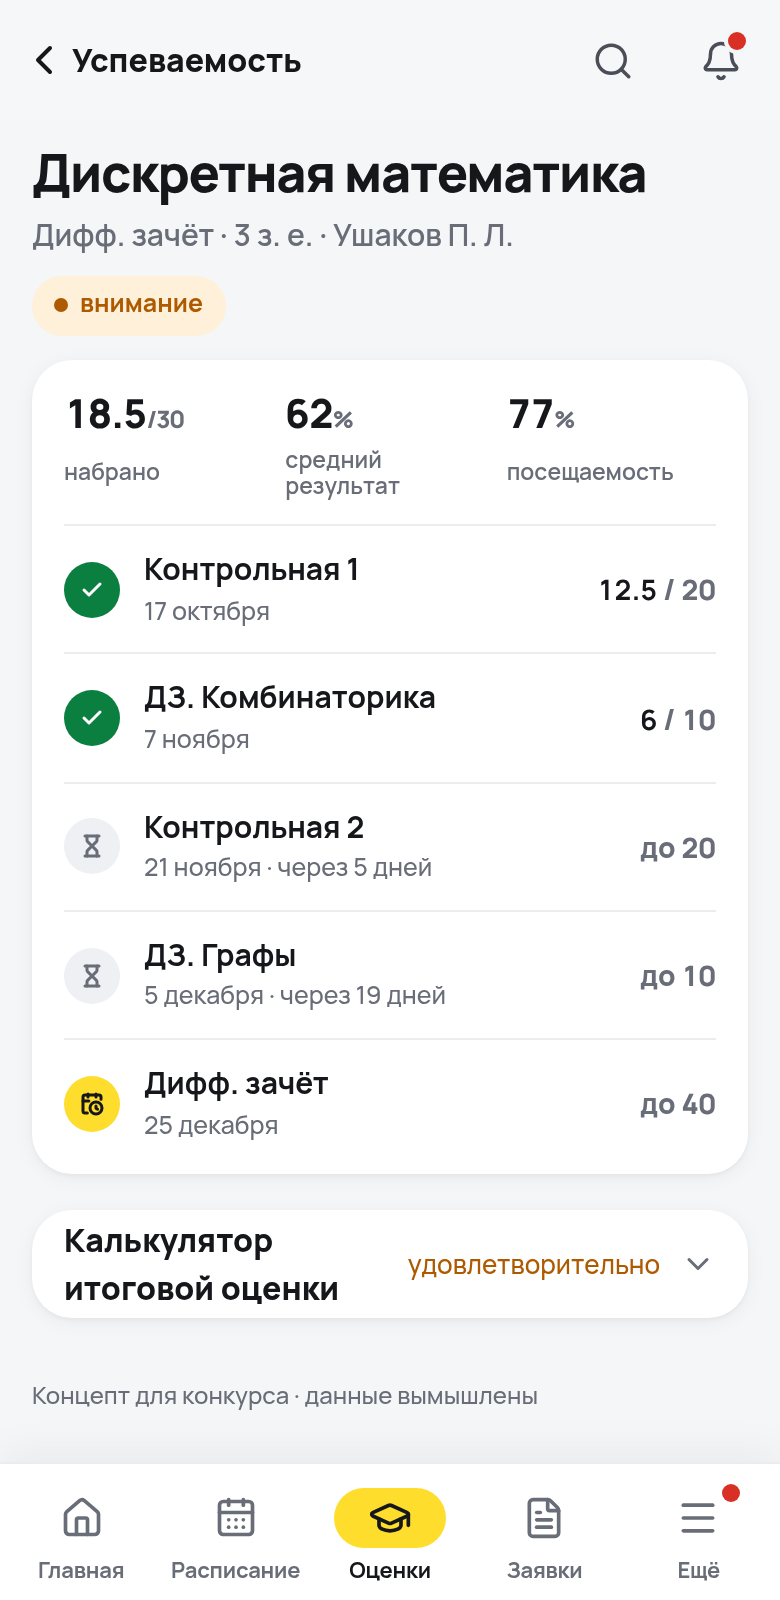 Успеваемость
Дискретная математика
Дифф. зачёт · 3 з. е. · Ушаков П. Л.
внимание
18.5/30
набрано
62%
средний
результат
77%
посещаемость
Контрольная 1
17 октября
12.5 / 20
ДЗ. Комбинаторика
7 ноября
6 / 10
Контрольная 2
21 ноября · через 5 дней
до 20
ДЗ. Графы
5 декабря · через 19 дней
до 10
Дифф. зачёт
25 декабря
до 40
Калькулятор
итоговой оценки
удовлетворительно
Концепт для конкурса · данные вымышлены
Главная
Расписание
Оценки
Заявки
Ещё